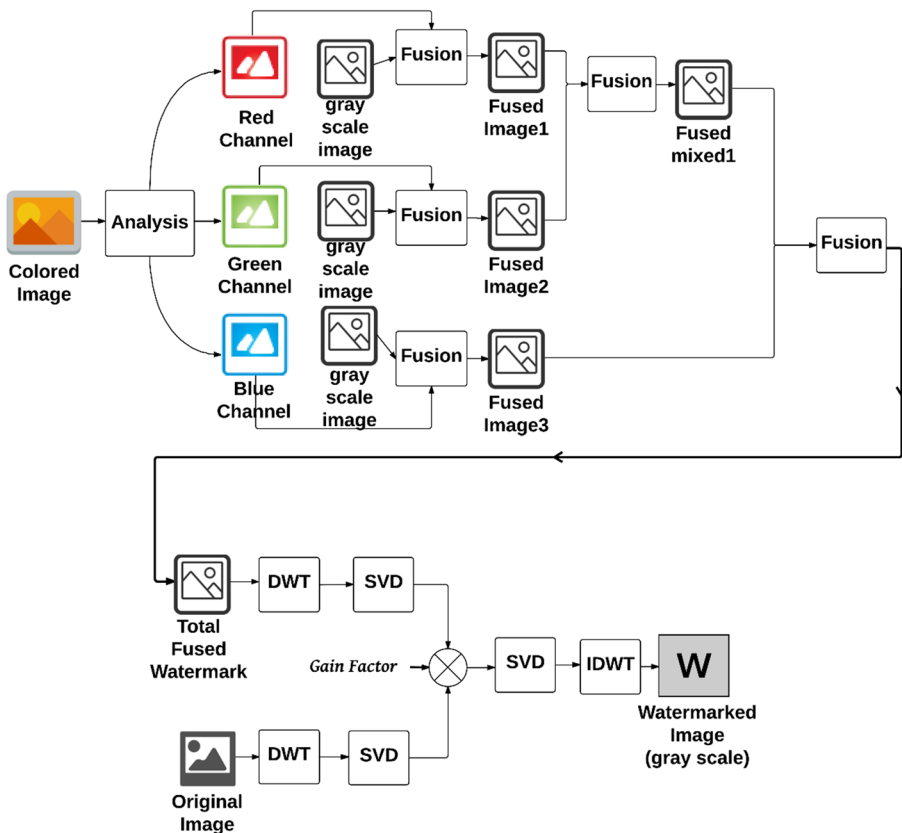 Red
Channel
gray
scale
image
Fusion
Fused
Image1
Fusion
Fused
mixed1
Colored
Image
Analysis
Green
Channel
gray
scale
image
Fusion
Fused
Image2
Fusion
Blue
Channel
gray
scale
image
Fusion
Fused
Image3
Total
Fused
Watermark
DWT
SVD
Gain Factor
SVD
IDWT
W
Watermarked
Image
(gray scale)
Original
Image
DWT
SVD